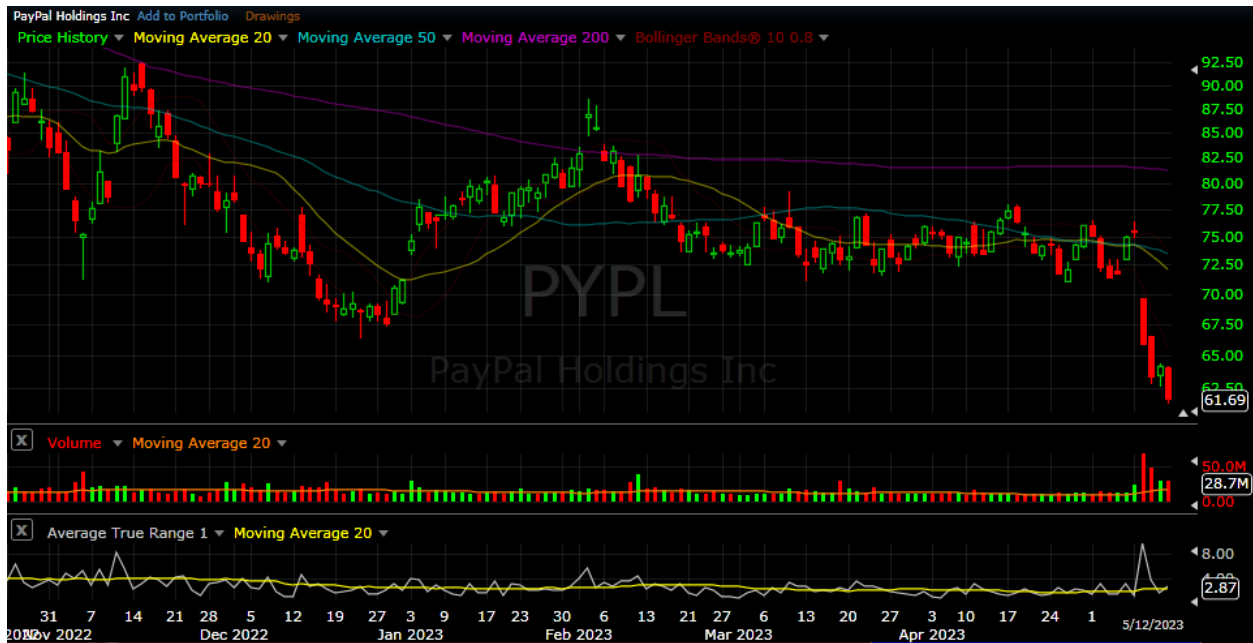 PayPal Holdings Inc Add to Portfolio Drawings
Price History Moving Average 20 Moving Average 50 Moving Average 200 Bollinger Bands® 10 0.8
92.50
90.00
87.50
85.00
82.50
80.00
77.50
75.00
72.50
70.00
67.50
65.00
62.50
61.69
PYPL
PayPal Holdings Inc
X Volume Moving Average 20
50.0M
28.7M
0.00
X Average True Range 1 Moving Average 20
8.00
4.00
2.87
31 7 14 21 28 5 12 19 27 3 9 17 23 30 6 13 21 27 6 13 20 27 3 10 17 24 1 5/12/2023
2022 Nov 2022 Dec 2022 Jan 2023 Feb 2023 Mar 2023 Apr 2023